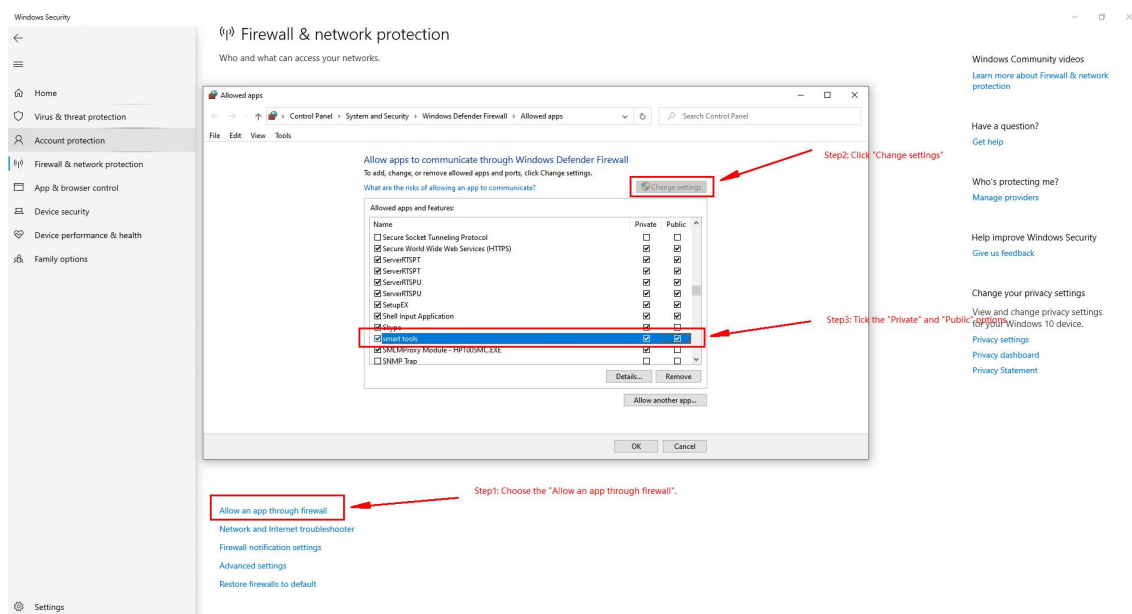 Windows Security
Firewall & network protection
Who and what can access your networks.
Home
Virus & threat protection
Account protection
Firewall & network protection
App & browser control
Device security
Device performance & health
Family options
Settings
Allowed apps
Control Panel › System and Security › Windows Defender Firewall › Allowed apps
Search Control Panel
File Edit View Tools
Allow apps to communicate through Windows Defender Firewall
To add, change, or remove allowed apps and ports, click Change settings.
What are the risks of allowing an app to communicate?
Change settings
Step2: Click "Change settings"
Allowed apps and features:
Name Private Public
Secure Socket Tunneling Protocol
Secure World Wide Web Services (HTTPS)
ServerRTSPT
ServerRTSPT
ServerRTSPU
ServerRTSPU
SetupEX
Shell Input Application
Skype
smart tools
SMLMProxy Module - HP1005MC.EXE
SNMP Trap
Step3: Tick the "Private" and "Public" options
Details... Remove
Allow another app...
OK Cancel
Step1: Choose the "Allow an app through firewall".
Allow an app through firewall
Network and Internet troubleshooter
Firewall notification settings
Advanced settings
Restore firewalls to default
Windows Community videos
Learn more about Firewall & network
protection
Have a question?
Get help
Who's protecting me?
Manage providers
Help improve Windows Security
Give us feedback
Change your privacy settings
View and change privacy settings
for your Windows 10 device.
Privacy settings
Privacy dashboard
Privacy Statement